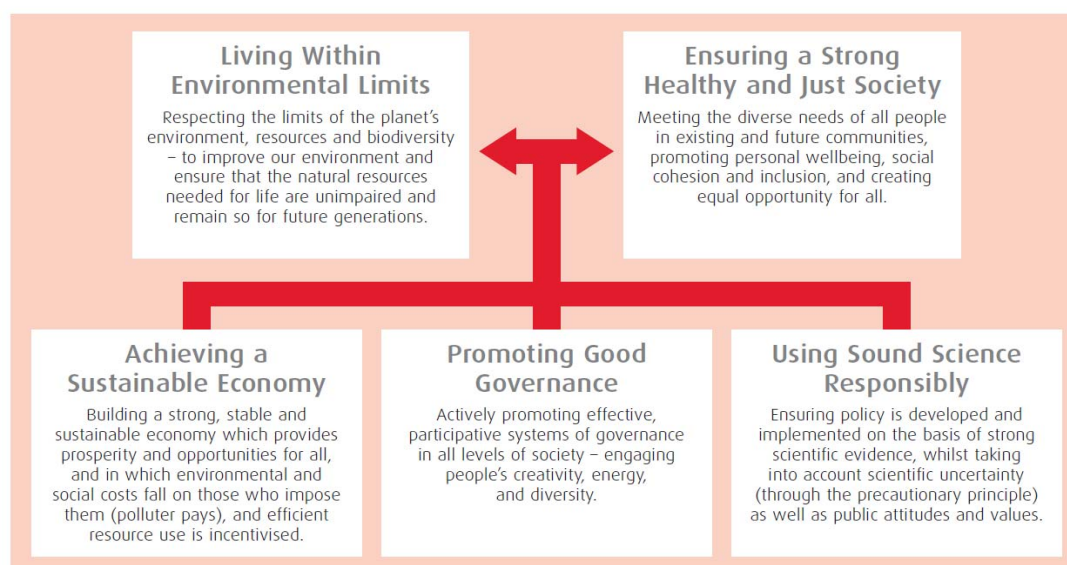 Living Within
Environmental Limits
Respecting the limits of the planet's
environment, resources and biodiversity
– to improve our environment and
ensure that the natural resources
needed for life are unimpaired and
remain so for future generations.
Ensuring a Strong
Healthy and Just Society
Meeting the diverse needs of all people
in existing and future communities,
promoting personal wellbeing, social
cohesion and inclusion, and creating
equal opportunity for all.
Achieving a
Sustainable Economy
Building a strong, stable and
sustainable economy which provides
prosperity and opportunities for all,
and in which environmental and
social costs fall on those who impose
them (polluter pays), and efficient
resource use is incentivised.
Promoting Good
Governance
Actively promoting effective,
participative systems of governance
in all levels of society – engaging
people's creativity, energy,
and diversity.
Using Sound Science
Responsibly
Ensuring policy is developed and
implemented on the basis of strong
scientific evidence, whilst taking
into account scientific uncertainty
(through the precautionary principle)
as well as public attitudes and values.